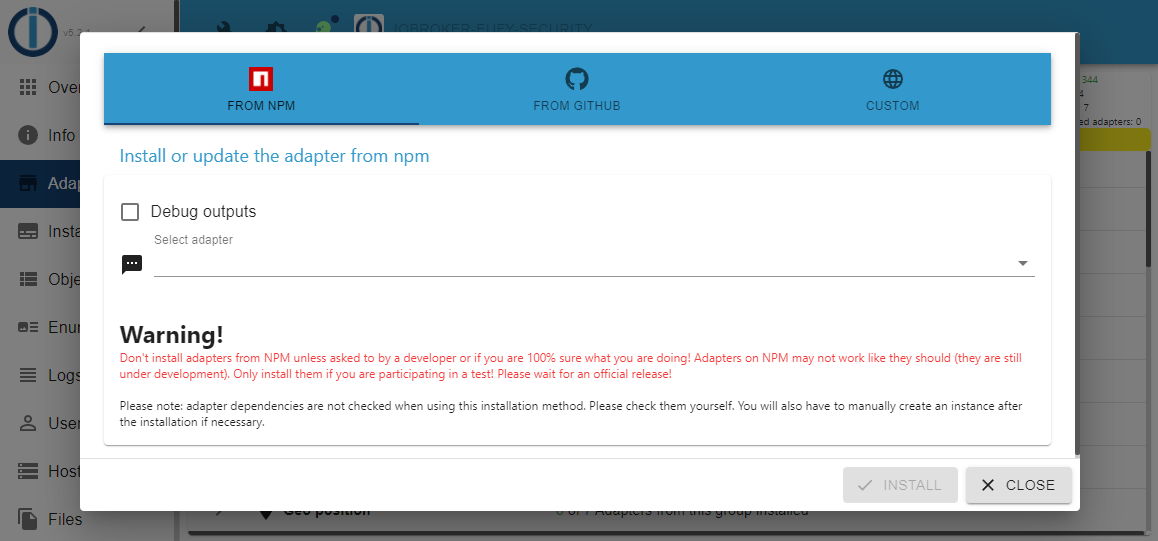 v5.2.1
IOBROKER-EUFY-SECURITY
FROM NPM
FROM GITHUB
CUSTOM
Install or update the adapter from npm
Debug outputs
Select adapter
Warning!
Don't install adapters from NPM unless asked to by a developer or if you are 100% sure what you are doing! Adapters on NPM may not work like they should (they are still
under development). Only install them if you are participating in a test! Please wait for an official release!
Please note: adapter dependencies are not checked when using this installation method. Please check them yourself. You will also have to manually create an instance after
the installation if necessary.
INSTALL
CLOSE
Over
Info
Adap
Insta
Obje
Enur
Logs
User
Host
Files
344
4
7
ed adapters: 0
Geo position
0 of 1 Adapters from this group installed